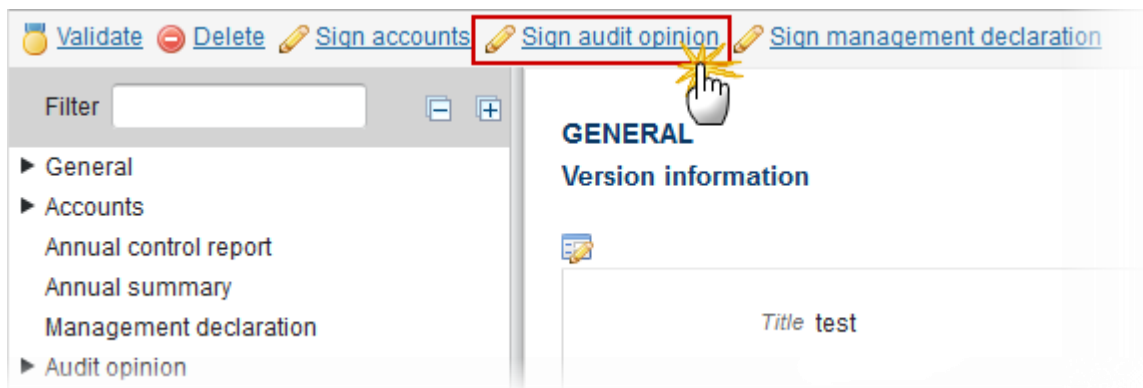 Validate Delete Sign accounts Sign audit opinion Sign management declaration
Filter
General
Accounts
Annual control report
Annual summary
Management declaration
Audit opinion
GENERAL
Version information
Title test